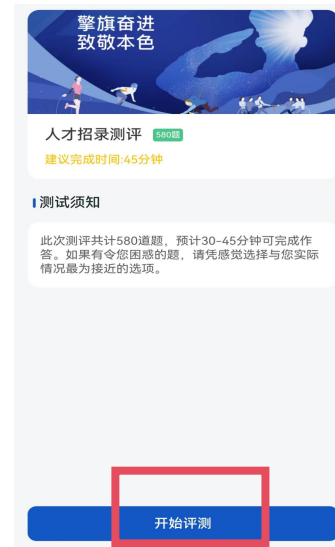 擎旗奋进
致敬本色
人才招录测评 580题
建议完成时间:45分钟
测试须知
此次测评共计580道题，预计30-45分钟可完成作
答。如果有令您困惑的题，请凭感觉选择与您实际
情况最为接近的选项。
开始评测